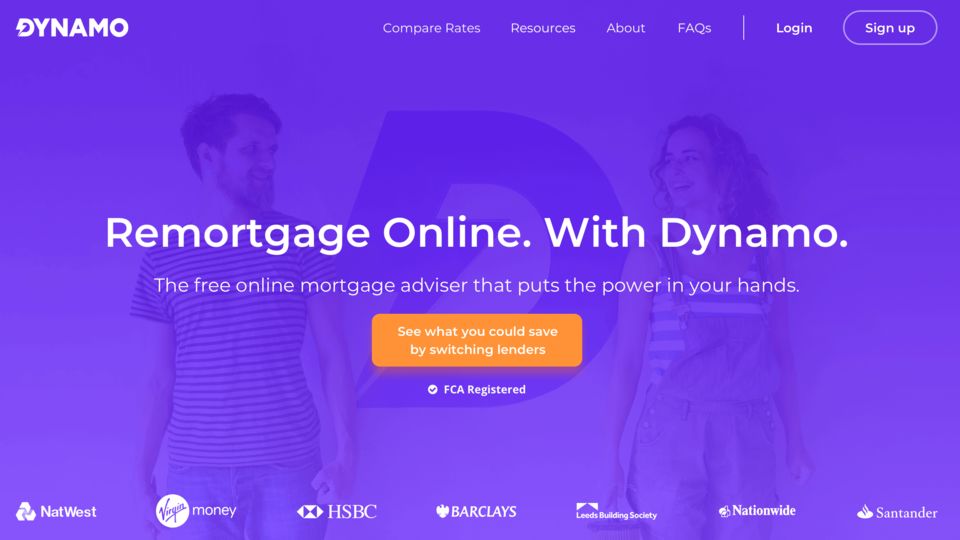 DYNAMO
Compare Rates
Resources
About
FAQs
Login
Sign up
Remortgage Online. With Dynamo.
The free online mortgage adviser that puts the power in your hands.
See what you could save
by switching lenders
FCA Registered
NatWest
Virgin money
HSBC
BARCLAYS
Leeds Building Society
Nationwide
Santander